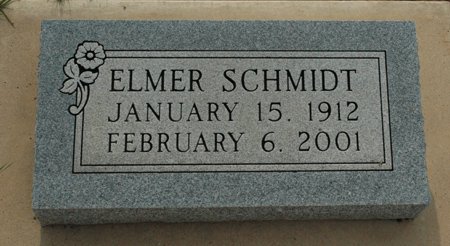 ELMER SCHMIDT
JANUARY 15, 1912
FEBRUARY 6, 2001